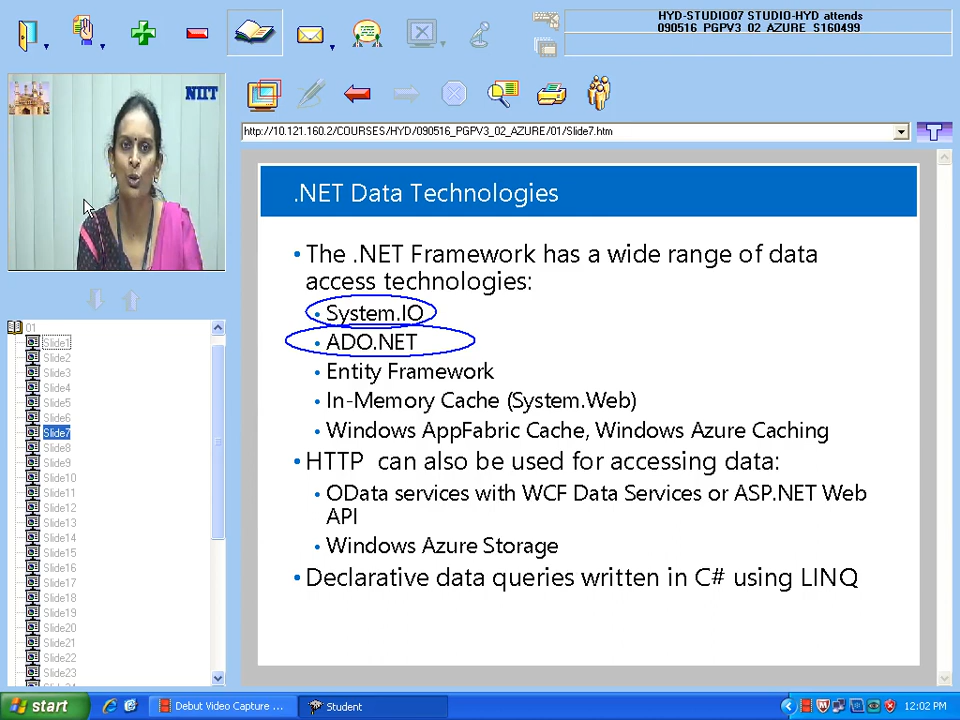 HYD-STUDIO07 STUDIO-HYD attends
090516_PGPV3_02_AZURE_S160499
NIIT
http://10.121.160.2/COURSES/HYD/090516_PGPV3_02_AZURE/01/Slide7.htm
T
.NET Data Technologies
• The .NET Framework has a wide range of data
access technologies:
• System.IO
• ADO.NET
• Entity Framework
• In-Memory Cache (System.Web)
• Windows AppFabric Cache, Windows Azure Caching
• HTTP can also be used for accessing data:
• OData services with WCF Data Services or ASP.NET Web
API
• Windows Azure Storage
• Declarative data queries written in C# using LINQ
01
Slide1
Slide2
Slide3
Slide4
Slide5
Slide6
Slide7
Slide8
Slide9
Slide10
Slide11
Slide12
Slide13
Slide14
Slide15
Slide16
Slide17
Slide18
Slide19
Slide20
Slide21
Slide22
Slide23
start
Debut Video Capture ...
Student
12:02 PM